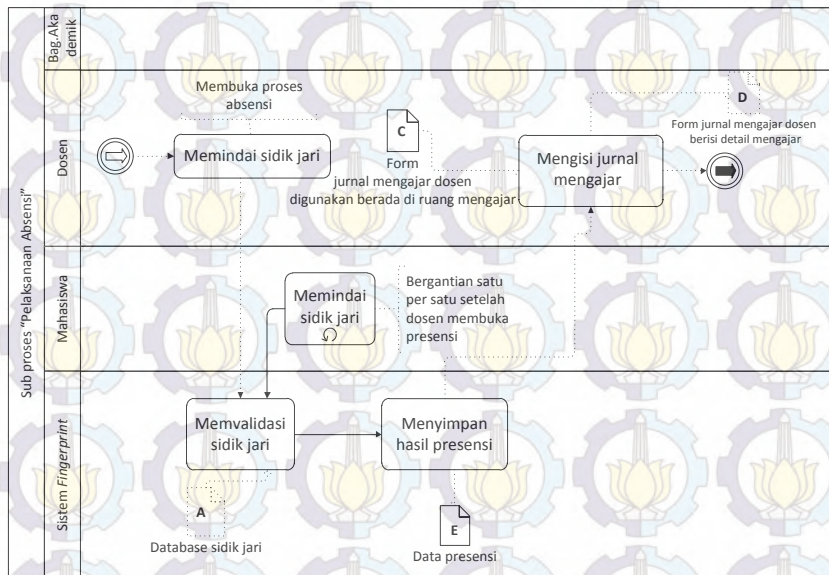 Sub proses "Pelaksanaan Absensi"
Bag.Aka
demik
Dosen
Membuka proses
absensi
Memindai sidik jari
C
Form
jurnal mengajar dosen
digunakan berada di ruang mengajar
Mengisi jurnal
mengajar
D
Form jurnal mengajar dosen
berisi detail mengajar
Mahasiswa
Memindai
sidik jari
Bergantian satu
per satu setelah
dosen membuka
presensi
Sistem Fingerprint
Memvalidasi
sidik jari
Menyimpan
hasil presensi
A
Database sidik jari
E
Data presensi